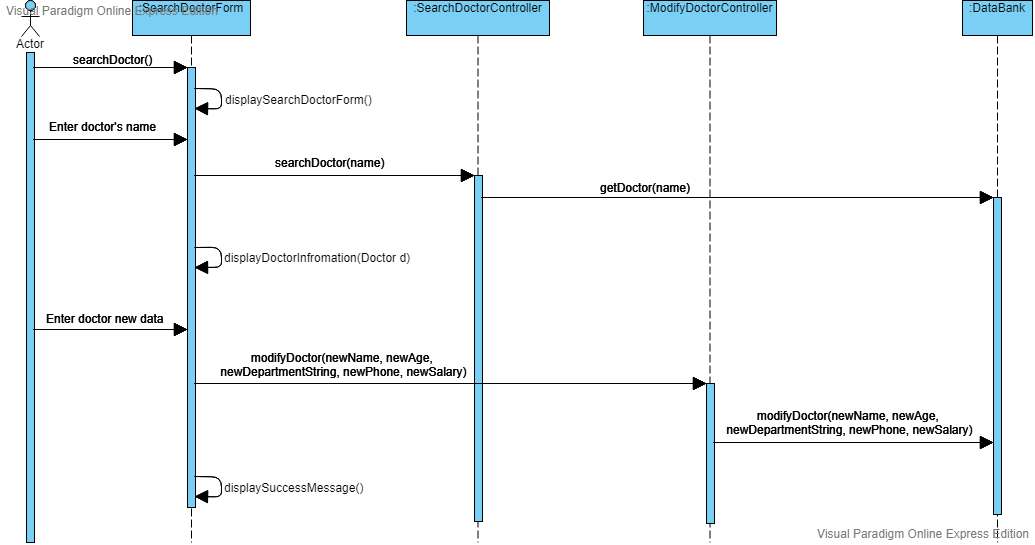 Visual Paradigm Online Express Edition
:SearchDoctorForm
:SearchDoctorController
:ModifyDoctorController
:DataBank
Actor
searchDoctor()
displaySearchDoctorForm()
Enter doctor's name
searchDoctor(name)
getDoctor(name)
displayDoctorInfromation(Doctor d)
Enter doctor new data
modifyDoctor(newName, newAge,
newDepartmentString, newPhone, newSalary)
modifyDoctor(newName, newAge,
newDepartmentString, newPhone, newSalary)
displaySuccessMessage()
Visual Paradigm Online Express Edition